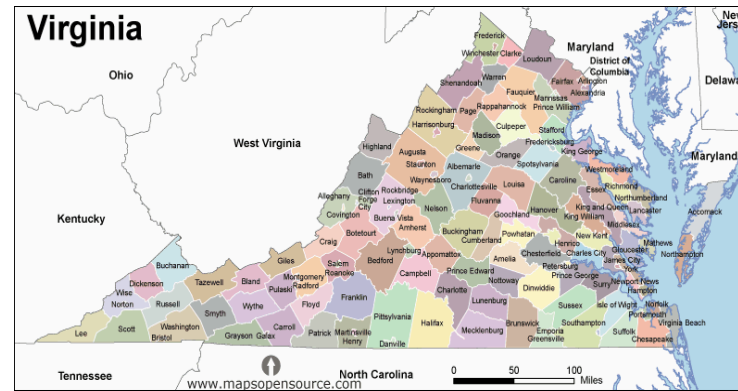 Virginia
Ohio
West Virginia
Kentucky
Tennessee
North Carolina
Maryland
District of
Columbia
New
Jers
Delaw
Maryland
Frederick
Winchester
Clarke
Loudoun
Shenandoah
Warren
Fauquier
Fairfax
Arlington
Alexandria
Manassas
Prince William
Rockingham
Page
Rappahannock
Harrisonburg
Culpeper
Stafford
Madison
Greene
Fredericksburg
King George
Highland
Augusta
Orange
Spotsylvania
Westmoreland
Staunton
Albemarle
Caroline
Richmond
Bath
Waynesboro
Charlottesville
Louisa
Essex
Northumberland
Clifton
Forge
City
Rockbridge
Lexington
Fluvanna
Hanover
King and Queen
Lancaster
Accomack
Alleghany
Nelson
Goochland
King William
Middlesex
Covington
Buena Vista
Amherst
Buckingham
Powhatan
New Kent
Mathews
Botetourt
Cumberland
Henrico
Gloucester
Northampton
Craig
Lynchburg
Appomattox
Amelia
Chesterfield
Charles City
James City
York
Giles
Salem
Roanoke
Bedford
Campbell
Prince Edward
Petersburg
Prince George
Newport News
Hampton
Buchanan
Tazewell
Bland
Montgomery
Radford
Nottoway
Surry
Dickenson
Pulaski
Franklin
Charlotte
Dinwiddie
Wise
Norton
Russell
Wythe
Floyd
Lunenburg
Sussex
Isle of Wight
Norfolk
Smyth
Pittsylvania
Halifax
Portsmouth
Lee
Scott
Washington
Bristol
Grayson
Galax
Carroll
Patrick
Martinsville
Henry
Danville
Mecklenburg
Brunswick
Emporia
Greensville
Southampton
Suffolk
Virginia Beach
Chesapeake
www.mapsopensource.com
0 50 100
Miles